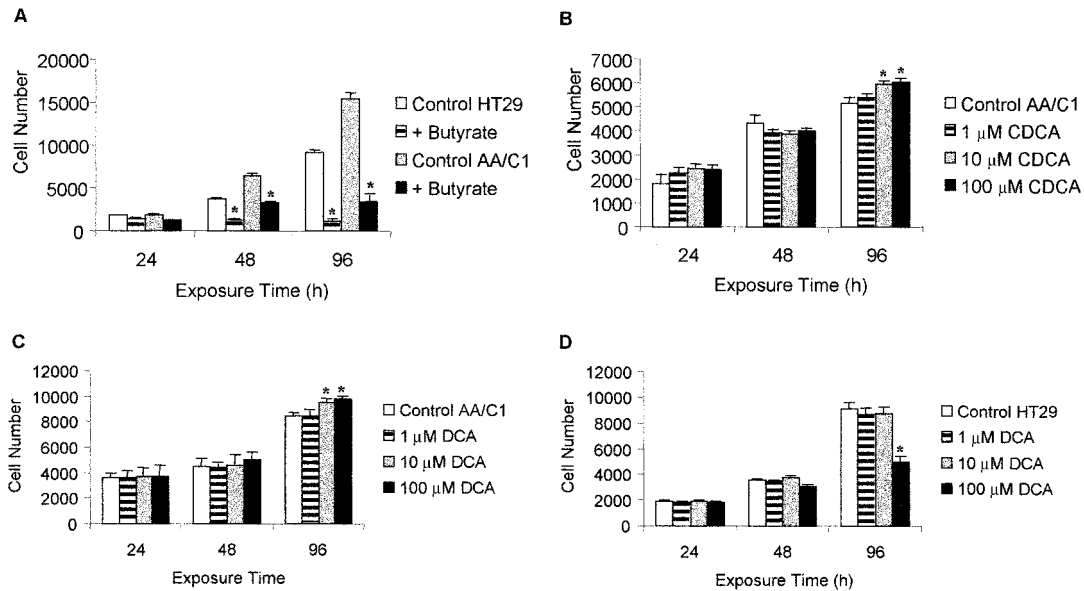 A
Cell Number
20000
15000
10000
5000
0
24 48 96
Exposure Time (h)
Control HT29
+ Butyrate
Control AA/C1
+ Butyrate
* * * *
B
Cell Number
7000
6000
5000
4000
3000
2000
1000
0
24 48 96
Exposure Time (h)
Control AA/C1
1 μM CDCA
10 μM CDCA
100 μM CDCA
* *
C
Cell Number
12000
10000
8000
6000
4000
2000
0
24 48 96
Exposure Time
Control AA/C1
1 μM DCA
10 μM DCA
100 μM DCA
* *
D
Cell Number
12000
10000
8000
6000
4000
2000
0
24 48 96
Exposure Time (h)
Control HT29
1 μM DCA
10 μM DCA
100 μM DCA
*